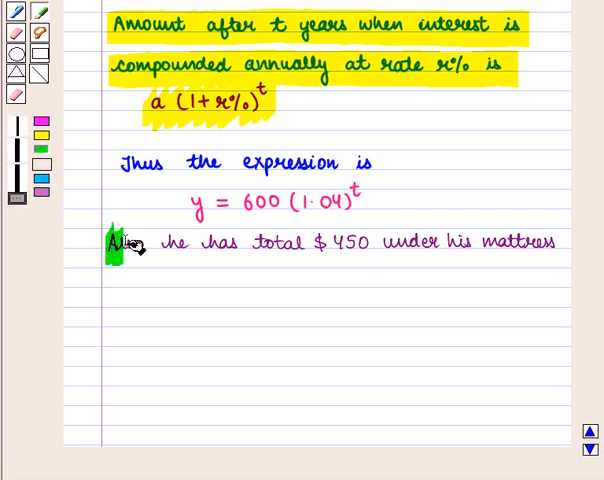 Amount after t years when interest is
compounded annually at rate r% is
a (1+r%)^t
Thus the expression is
y = 600 (1.04)^t
he has total $ 450 under his mattress